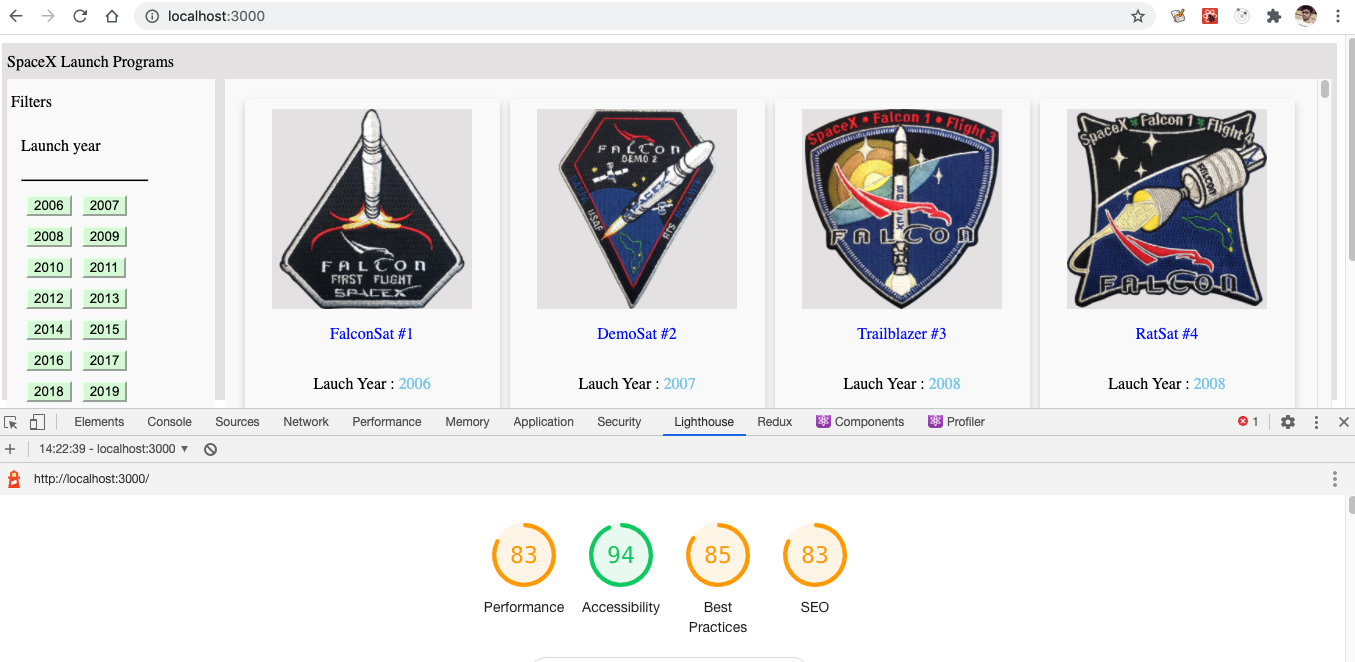 localhost:3000
SpaceX Launch Programs
Filters
Launch year
2006 2007
2008 2009
2010 2011
2012 2013
2014 2015
2016 2017
2018 2019
FALCON
FIRST FLIGHT
SPACEX
FalconSat #1
Lauch Year : 2006
FALCON
DEMO 2
SPACEX
USAF
RTS
DemoSat #2
Lauch Year : 2007
SpaceX • Falcon 1 • Flight 3
SPACEX
FALCON
Trailblazer #3
Lauch Year : 2008
SpaceX Falcon 1 Flight
FALCON
FALCON
RatSat #4
Lauch Year : 2008
Elements Console Sources Network Performance Memory Application Security Lighthouse Redux Components Profiler 1
14:22:39 - localhost:3000
http://localhost:3000/
83 94 85 83
Performance Accessibility Best Practices SEO